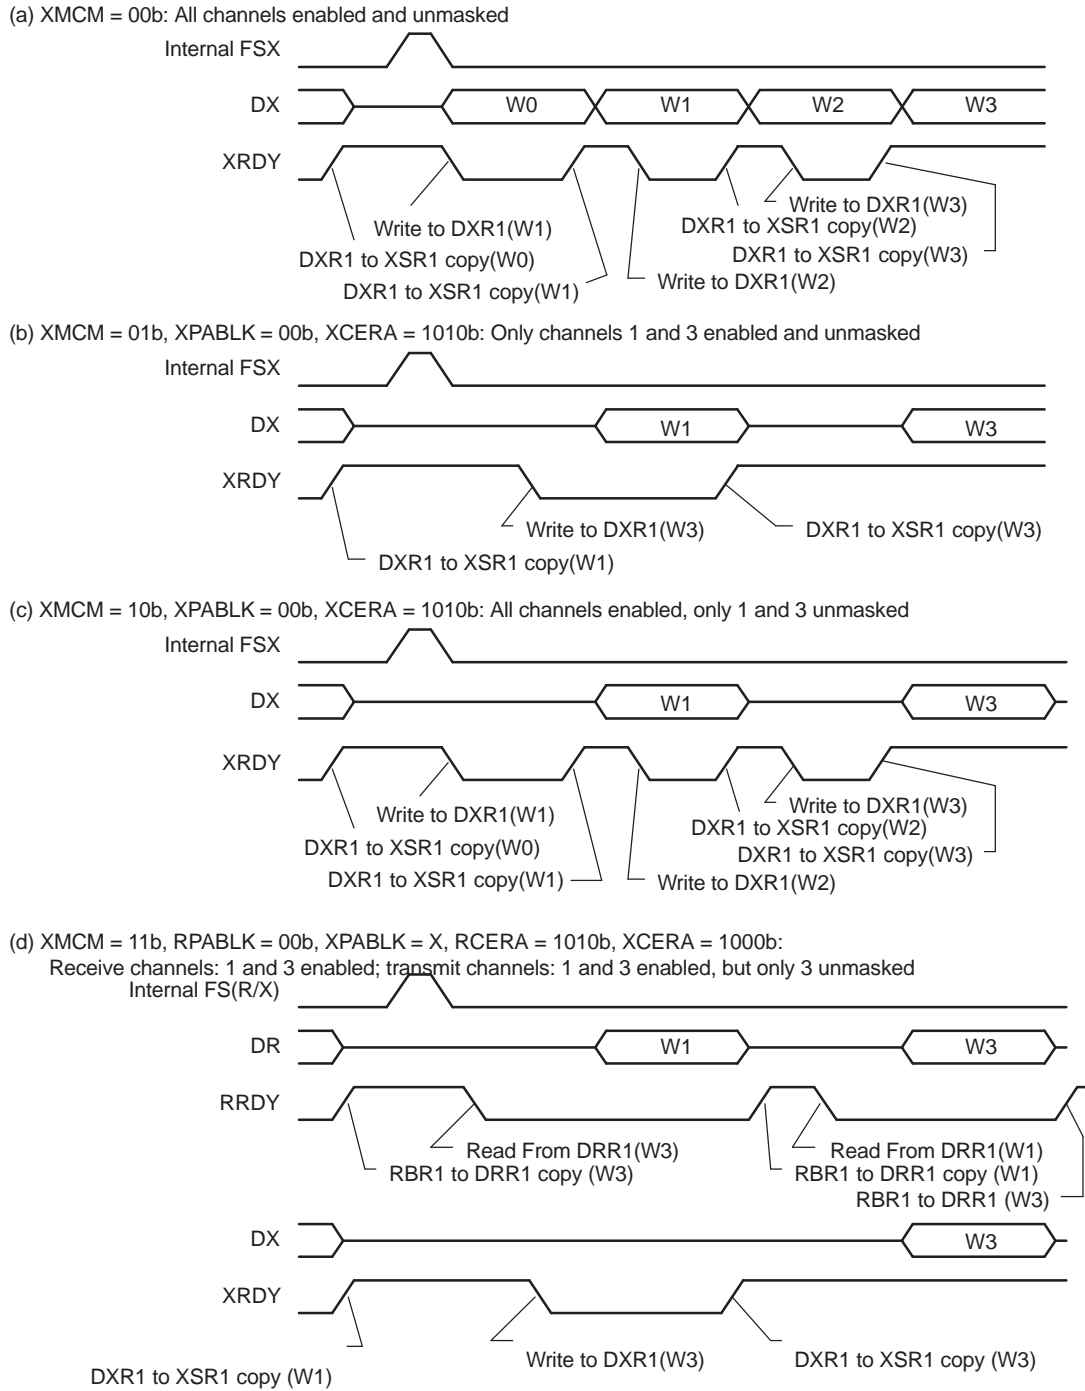 (a) XMCM = 00b: All channels enabled and unmasked
Internal FSX
DX W0 W1 W2 W3
XRDY
Write to DXR1(W3)
Write to DXR1(W1)
DXR1 to XSR1 copy(W2)
DXR1 to XSR1 copy(W3)
DXR1 to XSR1 copy(W0)
Write to DXR1(W2)
DXR1 to XSR1 copy(W1)
(b) XMCM = 01b, XPABLK = 00b, XCERA = 1010b: Only channels 1 and 3 enabled and unmasked
Internal FSX
DX W1 W3
XRDY
Write to DXR1(W3)
DXR1 to XSR1 copy(W3)
DXR1 to XSR1 copy(W1)
(c) XMCM = 10b, XPABLK = 00b, XCERA = 1010b: All channels enabled, only 1 and 3 unmasked
Internal FSX
DX W1 W3
XRDY
Write to DXR1(W3)
Write to DXR1(W1)
DXR1 to XSR1 copy(W2)
DXR1 to XSR1 copy(W0)
DXR1 to XSR1 copy(W3)
DXR1 to XSR1 copy(W1)
Write to DXR1(W2)
(d) XMCM = 11b, RPABLK = 00b, XPABLK = X, RCERA = 1010b, XCERA = 1000b:
Receive channels: 1 and 3 enabled; transmit channels: 1 and 3 enabled, but only 3 unmasked
Internal FS(R/X)
DR W1 W3
RRDY
Read From DRR1(W3)
Read From DRR1(W1)
RBR1 to DRR1 copy (W3)
RBR1 to DRR1 copy (W1)
RBR1 to DRR1 (W3)
DX W3
XRDY
Write to DXR1(W3)
DXR1 to XSR1 copy (W3)
DXR1 to XSR1 copy (W1)